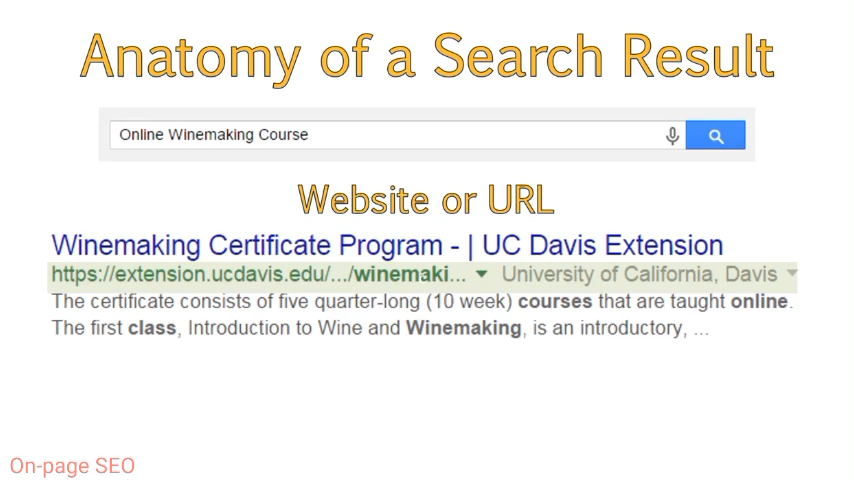 Anatomy of a Search Result
Online Winemaking Course
Website or URL
Winemaking Certificate Program - | UC Davis Extension
https://extension.ucdavis.edu/.../winemaki... University of California, Davis
The certificate consists of five quarter-long (10 week) courses that are taught online.
The first class, Introduction to Wine and Winemaking, is an introductory, ...
On-page SEO